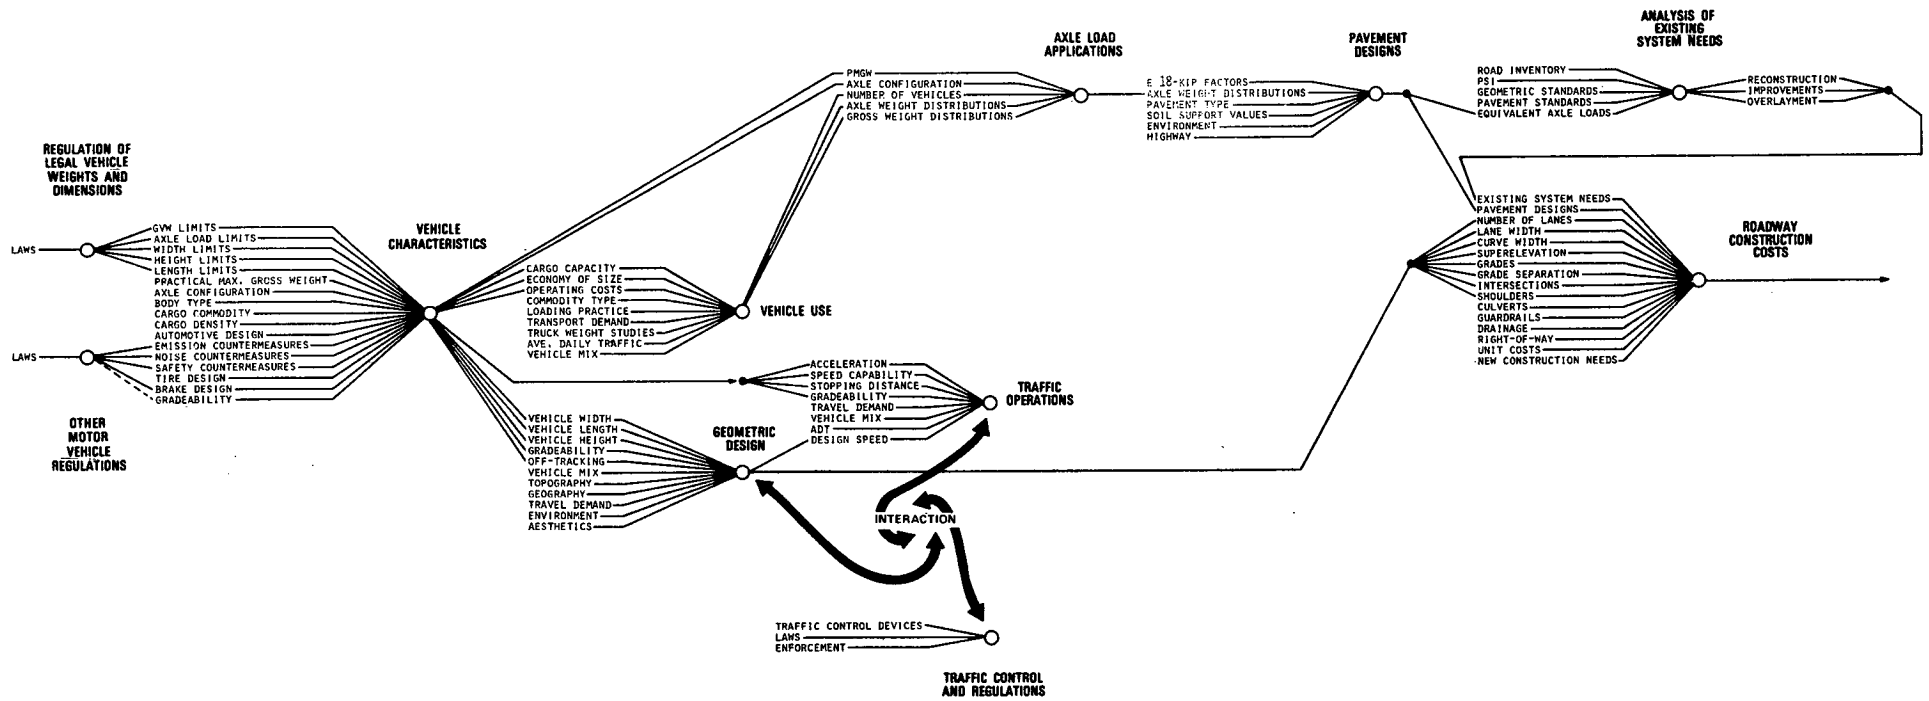 REGULATION OF
LEGAL VEHICLE
WEIGHTS AND
DIMENSIONS
LAWS
GVW LIMITS
AXLE LOAD LIMITS
WIDTH LIMITS
HEIGHT LIMITS
LENGTH LIMITS
PRACTICAL MAX. GROSS WEIGHT
AXLE CONFIGURATION
BODY TYPE
CARGO COMMODITY
CARGO DENSITY
AUTOMOTIVE DESIGN
EMISSION COUNTERMEASURES
NOISE COUNTERMEASURES
SAFETY COUNTERMEASURES
TIRE DESIGN
BRAKE DESIGN
GRADEABILITY
LAWS
OTHER
MOTOR
VEHICLE
REGULATIONS
VEHICLE
CHARACTERISTICS
CARGO CAPACITY
ECONOMY OF SIZE
OPERATING COSTS
COMMODITY TYPE
LOADING PRACTICE
TRANSPORT DEMAND
TRUCK WEIGHT STUDIES
AVE. DAILY TRAFFIC
VEHICLE MIX
VEHICLE USE
VEHICLE WIDTH
VEHICLE LENGTH
VEHICLE HEIGHT
GRADEABILITY
OFF-TRACKING
VEHICLE MIX
TOPOGRAPHY
GEOGRAPHY
TRAVEL DEMAND
ENVIRONMENT
AESTHETICS
GEOMETRIC
DESIGN
ACCELERATION
SPEED CAPABILITY
STOPPING DISTANCE
GRADEABILITY
TRAVEL DEMAND
VEHICLE MIX
ADT
DESIGN SPEED
TRAFFIC
OPERATIONS
INTERACTION
TRAFFIC CONTROL DEVICES
LAWS
ENFORCEMENT
TRAFFIC CONTROL
AND REGULATIONS
PMGW
AXLE CONFIGURATION
NUMBER OF VEHICLES
AXLE WEIGHT DISTRIBUTIONS
GROSS WEIGHT DISTRIBUTIONS
AXLE LOAD
APPLICATIONS
E 18-KIP FACTORS
AXLE WEIGHT DISTRIBUTIONS
PAVEMENT TYPE
SOIL SUPPORT VALUES
ENVIRONMENT
HIGHWAY
PAVEMENT
DESIGNS
ROAD INVENTORY
PSI
GEOMETRIC STANDARDS
PAVEMENT STANDARDS
EQUIVALENT AXLE LOADS
ANALYSIS OF
EXISTING
SYSTEM NEEDS
RECONSTRUCTION
IMPROVEMENTS
OVERLAYMENT
EXISTING SYSTEM NEEDS
PAVEMENT DESIGNS
NUMBER OF LANES
LANE WIDTH
CURVE WIDTH
SUPERELEVATION
GRADES
GRADE SEPARATION
INTERSECTIONS
SHOULDERS
CULVERTS
GUARDRAILS
DRAINAGE
RIGHT-OF-WAY
UNIT COSTS
NEW CONSTRUCTION NEEDS
ROADWAY
CONSTRUCTION
COSTS